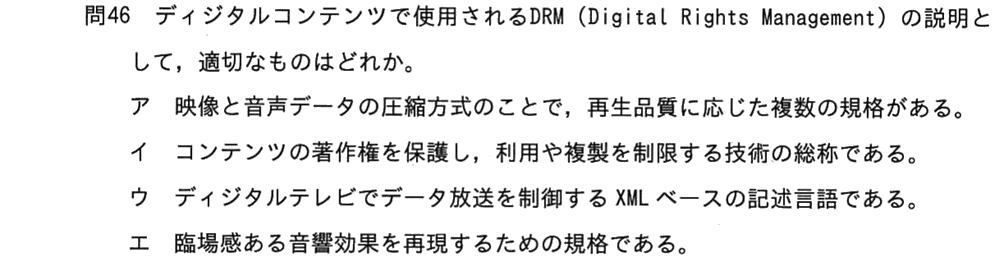 問46　ディジタルコンテンツで使用されるDRM（Digital Rights Management）の説明と
して，適切なものはどれか。
ア　映像と音声データの圧縮方式のことで，再生品質に応じた複数の規格がある。
イ　コンテンツの著作権を保護し，利用や複製を制限する技術の総称である。
ウ　ディジタルテレビでデータ放送を制御する XML ベースの記述言語である。
エ　臨場感ある音響効果を再現するための規格である。